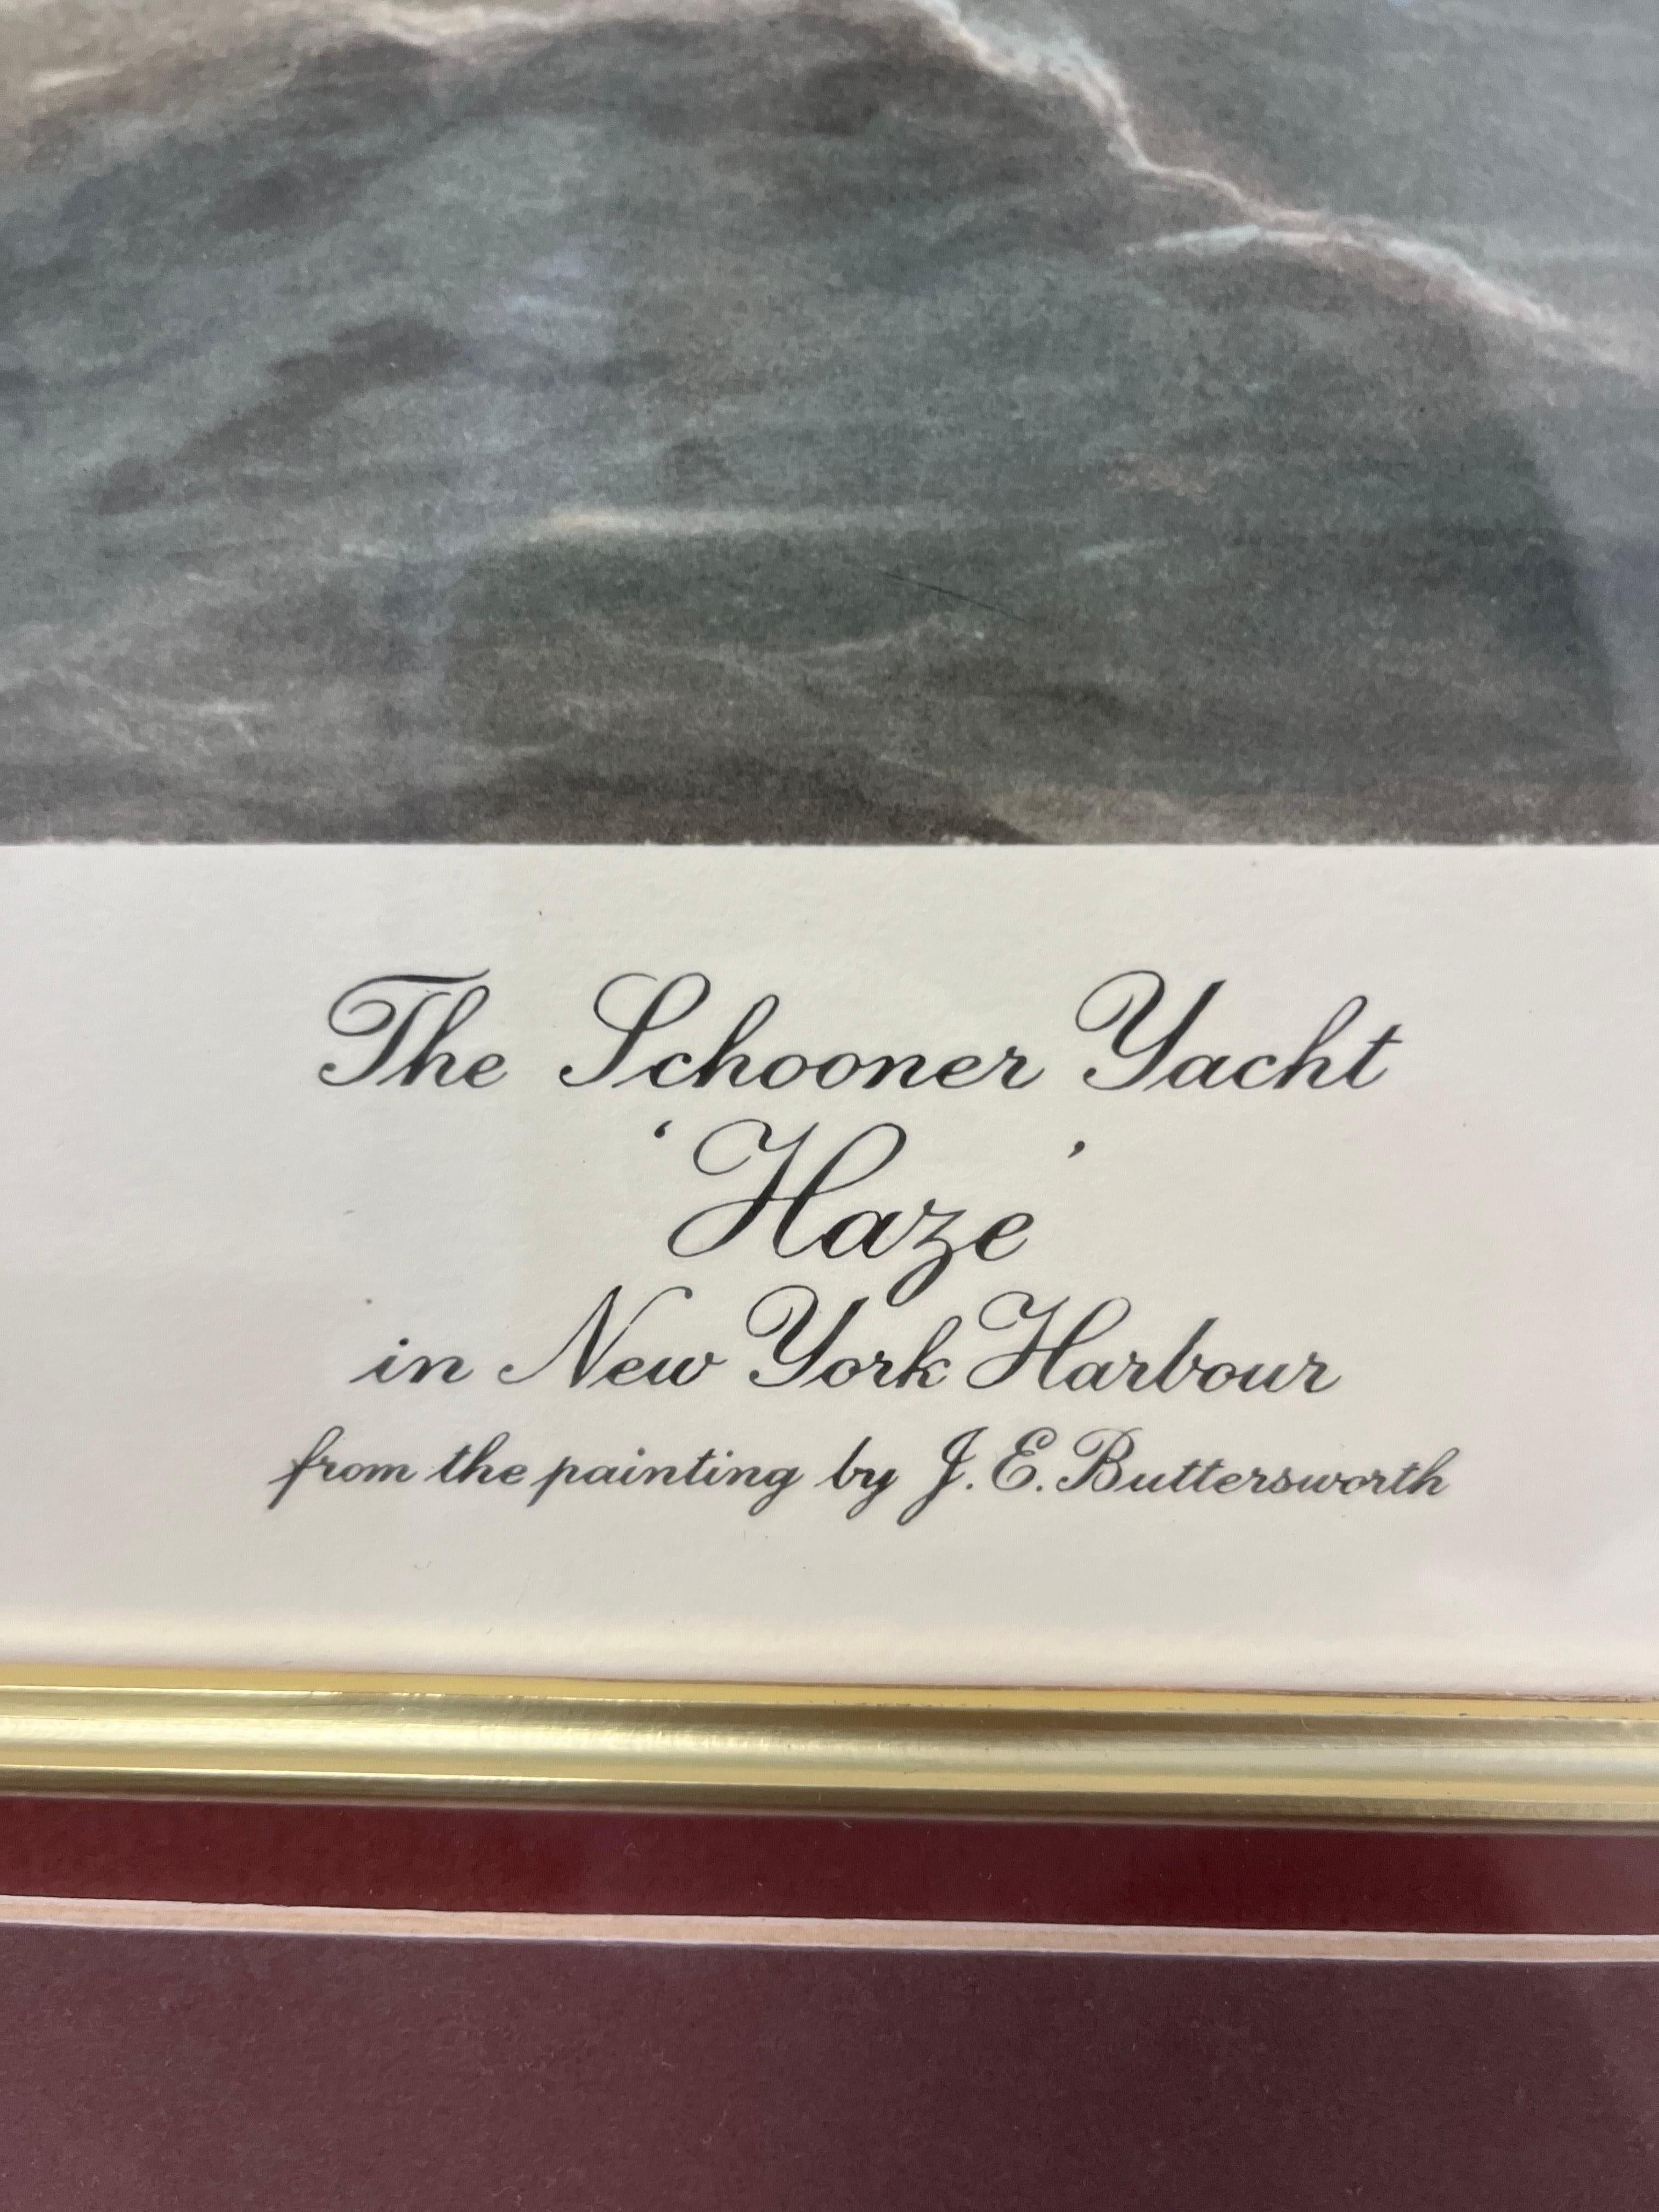 The Schooner Yacht
‘Haze’
in New York Harbour
from the painting by J. E. Buttersworth